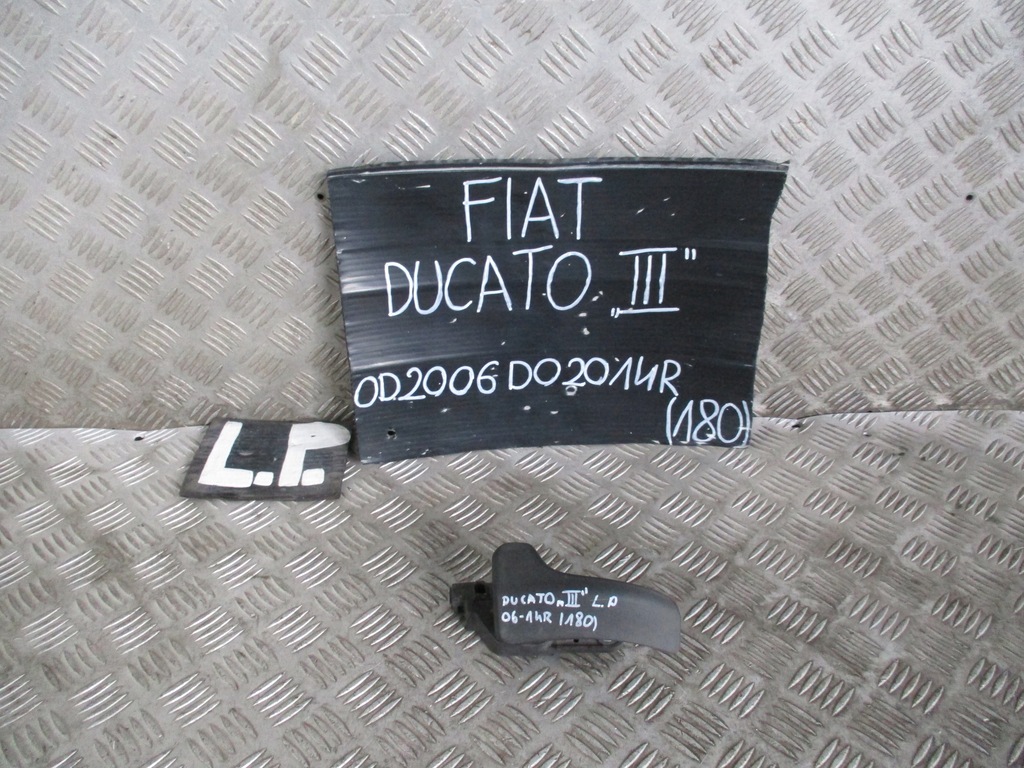 FIAT
DUCATO „III"
OD2006 DO2014R
(180)
L.P.
DUCATO „III" L.P
06-14R (180)